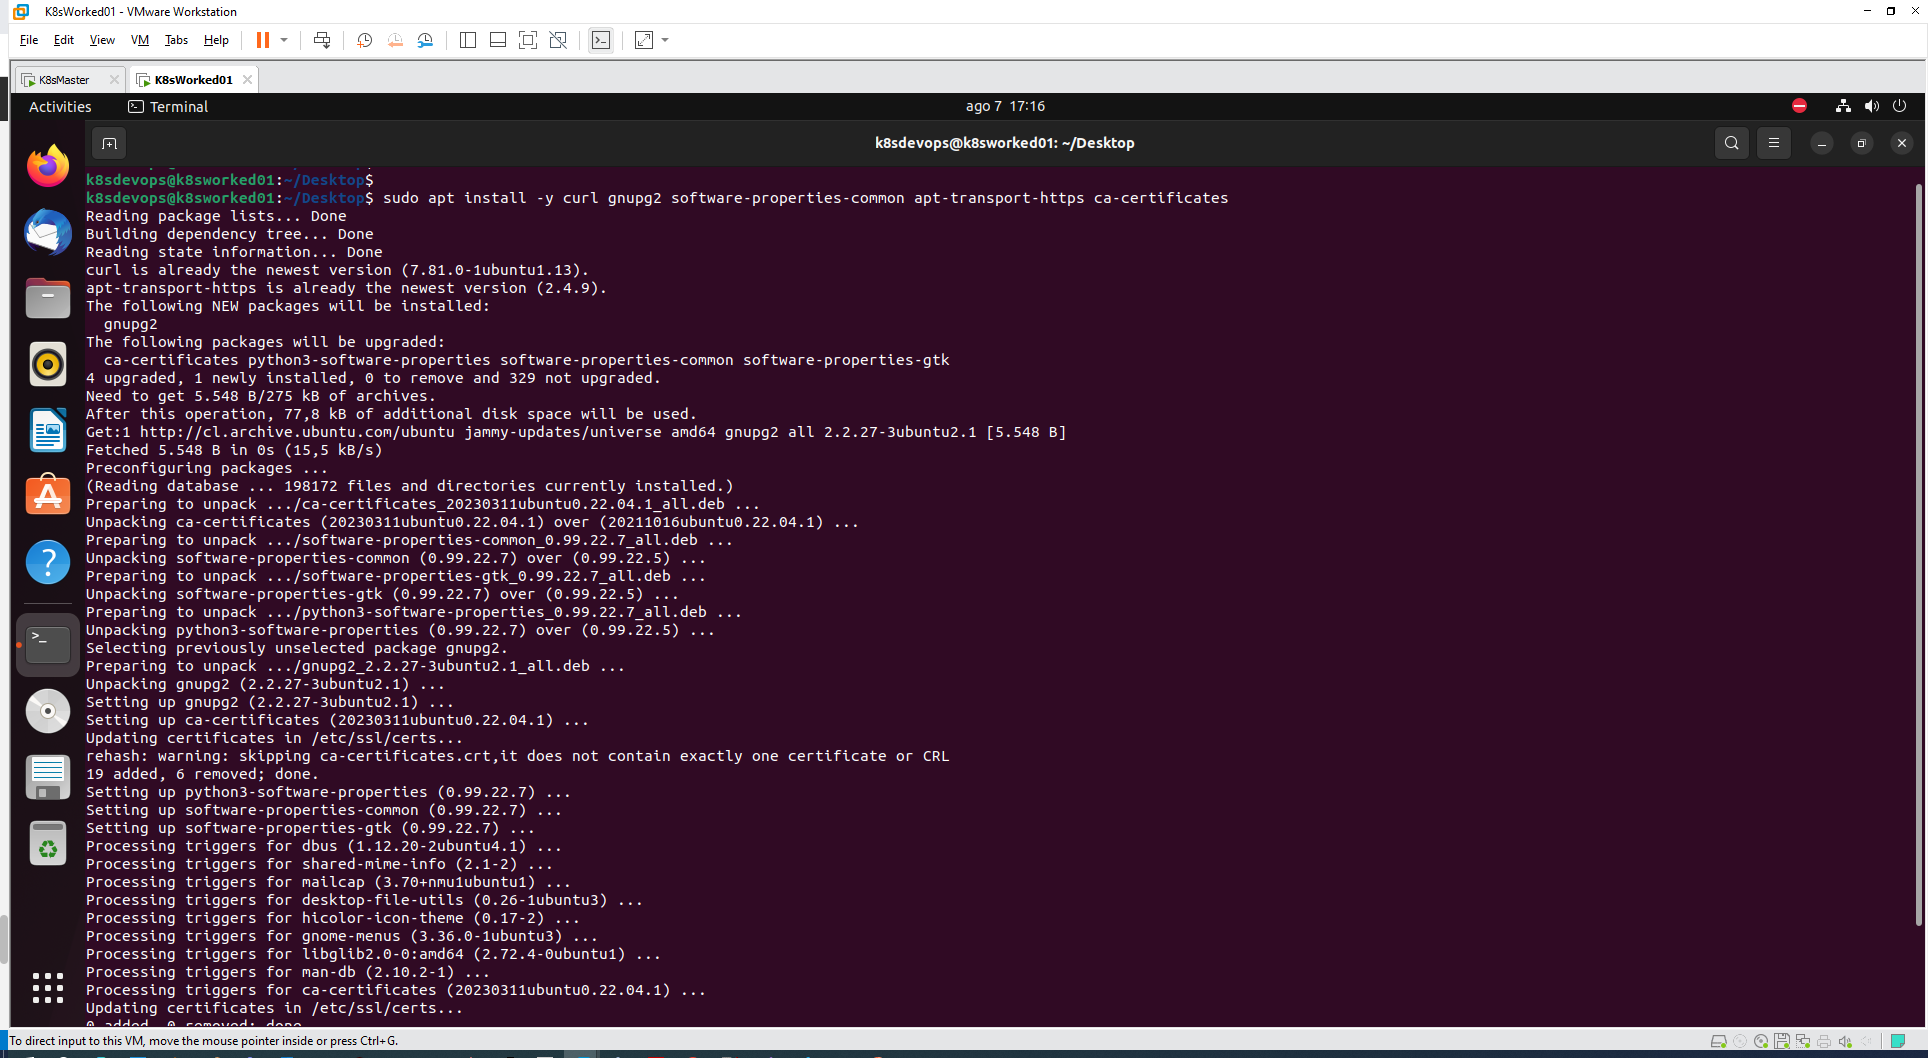 K8sWorked01 - VMware Workstation
File Edit View VM Tabs Help
K8sMaster K8sWorked01
Activities Terminal ago 7 17:16
k8sdevops@k8sworked01: ~/Desktop
k8sdevops@k8sworked01:~/Desktop$
k8sdevops@k8sworked01:~/Desktop$ sudo apt install -y curl gnupg2 software-properties-common apt-transport-https ca-certificates
Reading package lists... Done
Building dependency tree... Done
Reading state information... Done
curl is already the newest version (7.81.0-1ubuntu1.13).
apt-transport-https is already the newest version (2.4.9).
The following NEW packages will be installed:
  gnupg2
The following packages will be upgraded:
  ca-certificates python3-software-properties software-properties-common software-properties-gtk
4 upgraded, 1 newly installed, 0 to remove and 329 not upgraded.
Need to get 5.548 B/275 kB of archives.
After this operation, 77,8 kB of additional disk space will be used.
Get:1 http://cl.archive.ubuntu.com/ubuntu jammy-updates/universe amd64 gnupg2 all 2.2.27-3ubuntu2.1 [5.548 B]
Fetched 5.548 B in 0s (15,5 kB/s)
Preconfiguring packages ...
(Reading database ... 198172 files and directories currently installed.)
Preparing to unpack .../ca-certificates_20230311ubuntu0.22.04.1_all.deb ...
Unpacking ca-certificates (20230311ubuntu0.22.04.1) over (20211016ubuntu0.22.04.1) ...
Preparing to unpack .../software-properties-common_0.99.22.7_all.deb ...
Unpacking software-properties-common (0.99.22.7) over (0.99.22.5) ...
Preparing to unpack .../software-properties-gtk_0.99.22.7_all.deb ...
Unpacking software-properties-gtk (0.99.22.7) over (0.99.22.5) ...
Preparing to unpack .../python3-software-properties_0.99.22.7_all.deb ...
Unpacking python3-software-properties (0.99.22.7) over (0.99.22.5) ...
Selecting previously unselected package gnupg2.
Preparing to unpack .../gnupg2_2.2.27-3ubuntu2.1_all.deb ...
Unpacking gnupg2 (2.2.27-3ubuntu2.1) ...
Setting up gnupg2 (2.2.27-3ubuntu2.1) ...
Setting up ca-certificates (20230311ubuntu0.22.04.1) ...
Updating certificates in /etc/ssl/certs...
rehash: warning: skipping ca-certificates.crt,it does not contain exactly one certificate or CRL
19 added, 6 removed; done.
Setting up python3-software-properties (0.99.22.7) ...
Setting up software-properties-common (0.99.22.7) ...
Setting up software-properties-gtk (0.99.22.7) ...
Processing triggers for dbus (1.12.20-2ubuntu4.1) ...
Processing triggers for shared-mime-info (2.1-2) ...
Processing triggers for mailcap (3.70+nmu1ubuntu1) ...
Processing triggers for desktop-file-utils (0.26-1ubuntu3) ...
Processing triggers for hicolor-icon-theme (0.17-2) ...
Processing triggers for gnome-menus (3.36.0-1ubuntu3) ...
Processing triggers for libglib2.0-0:amd64 (2.72.4-0ubuntu1) ...
Processing triggers for man-db (2.10.2-1) ...
Processing triggers for ca-certificates (20230311ubuntu0.22.04.1) ...
Updating certificates in /etc/ssl/certs...
0 added, 0 removed; done.
To direct input to this VM, move the mouse pointer inside or press Ctrl+G.